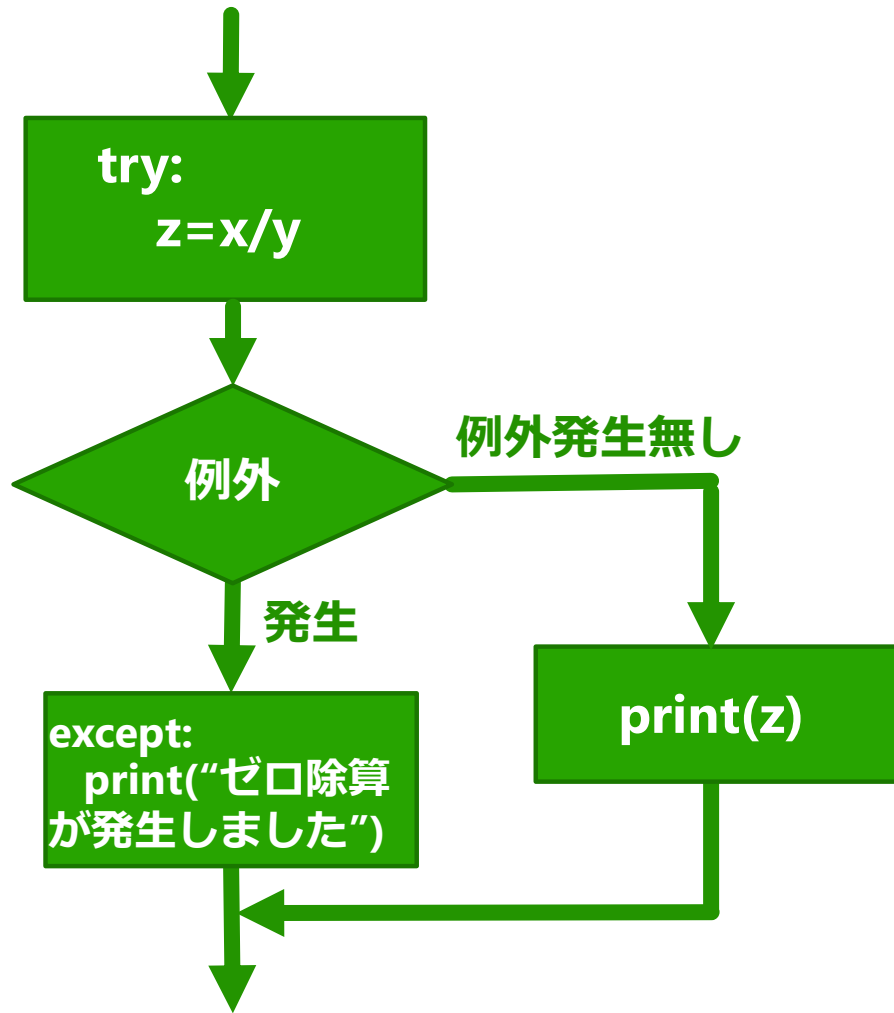 try:
z=x/y
例外
例外発生無し
発生
except:
print(“ゼロ除算
が発生しました”)
print(z)